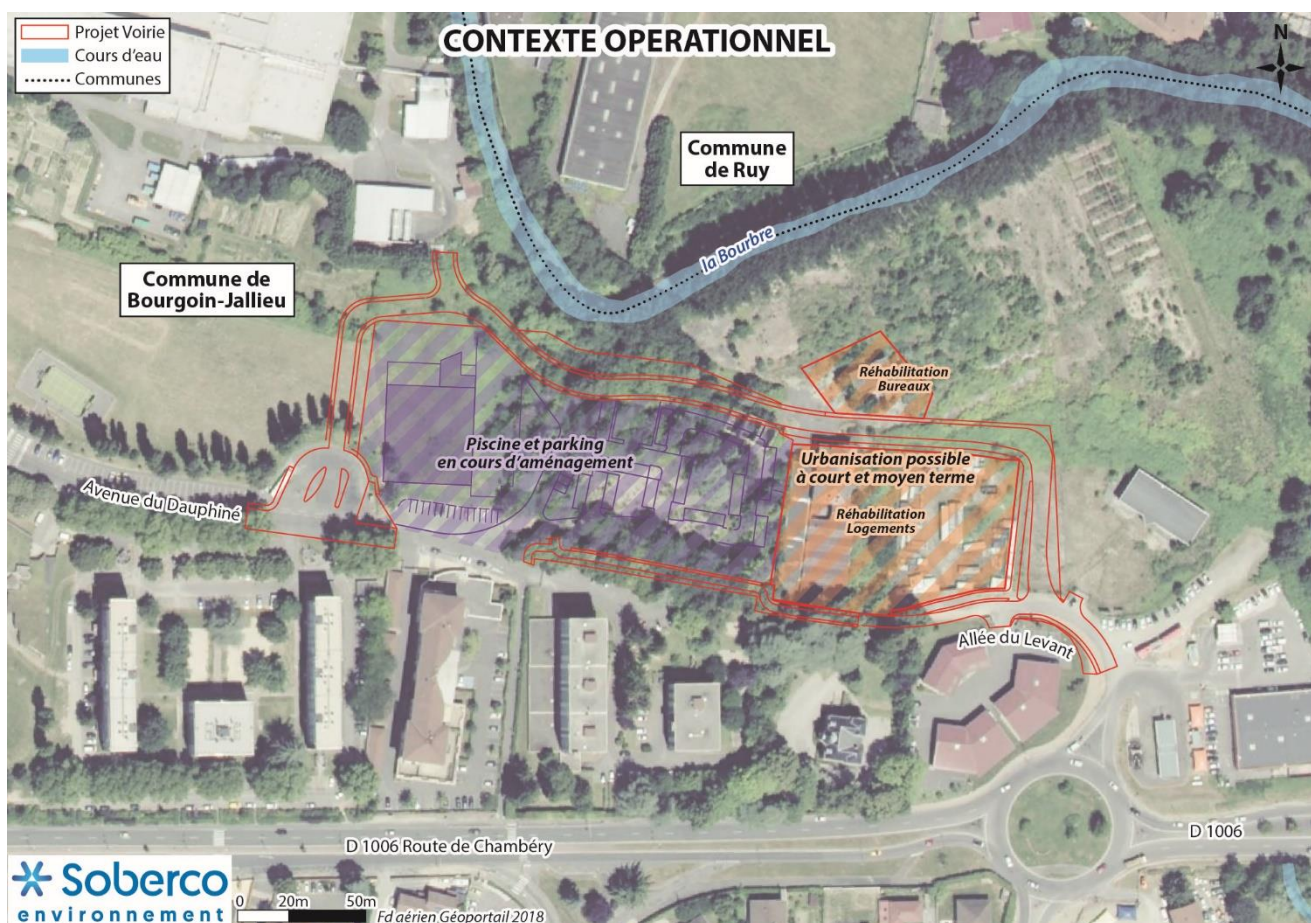 CONTEXTE OPERATIONNEL
Projet Voirie
Cours d'eau
Communes
N
Commune
de Ruy
la Bourbre
Commune de
Bourgoin-Jallieu
Réhabilitation
Bureaux
Piscine et parking
en cours d'aménagement
Urbanisation possible
à court et moyen terme
Réhabilitation
Logements
Avenue du Dauphiné
Allée du Levant
D 1006 Route de Chambéry
D 1006
Soberco
environnement
0 20m 50m
Fd aérien Géoportail 2018